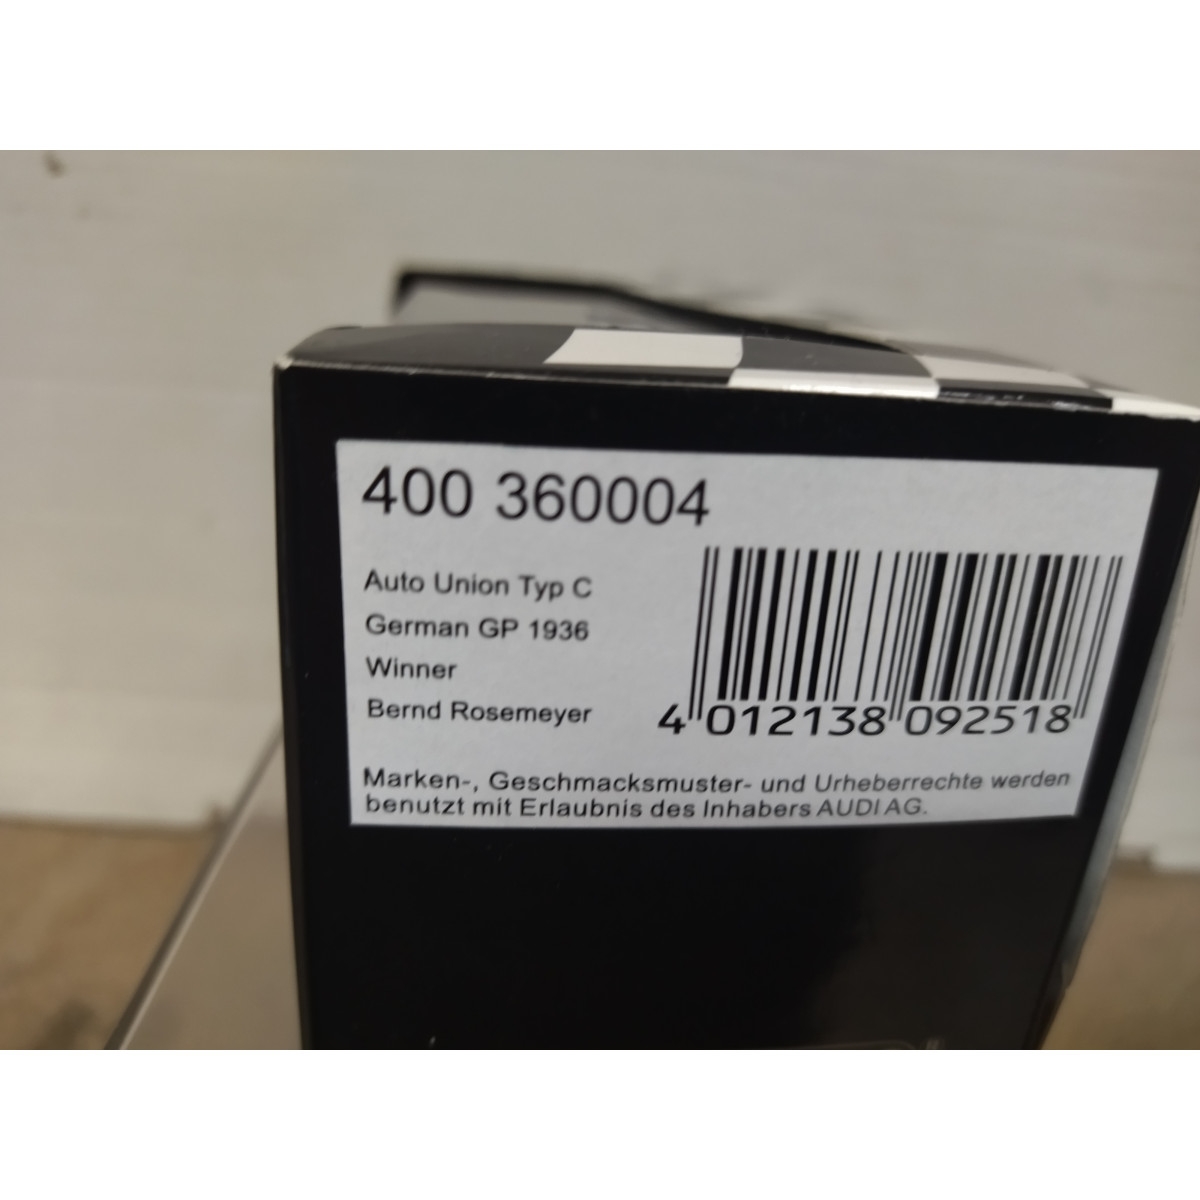 400 360004
Auto Union Typ C
German GP 1936
Winner
Bernd Rosemeyer
4 012138 092518
Marken-, Geschmacksmuster- und Urheberrechte werden
benutzt mit Erlaubnis des Inhabers AUDI AG.